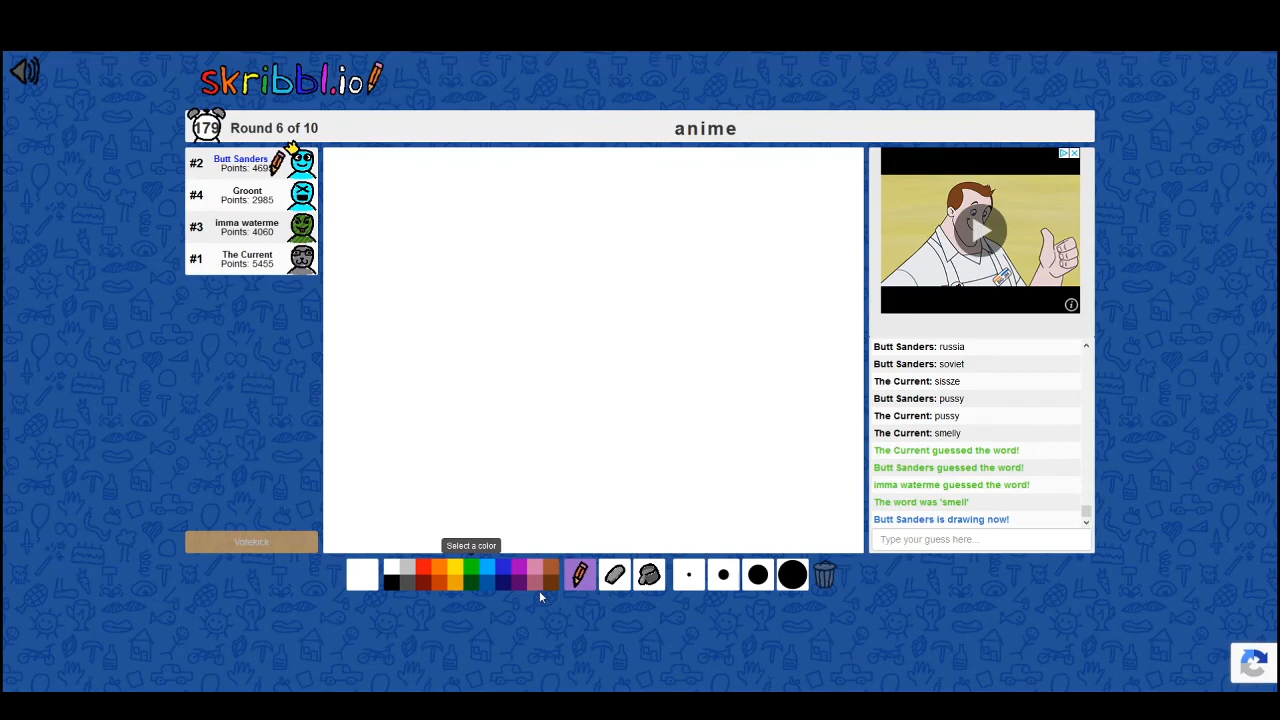 skribbl.io
179 Round 6 of 10
anime
#2 Butt Sanders
Points: 469
#4 Groont
Points: 2985
#3 imma waterme
Points: 4060
#1 The Current
Points: 5455
Votekick
Butt Sanders: russia
Butt Sanders: soviet
The Current: sissze
Butt Sanders: pussy
The Current: pussy
The Current: smelly
The Current guessed the word!
Butt Sanders guessed the word!
imma waterme guessed the word!
The word was 'smell'
Butt Sanders is drawing now!
Type your guess here...
Select a color